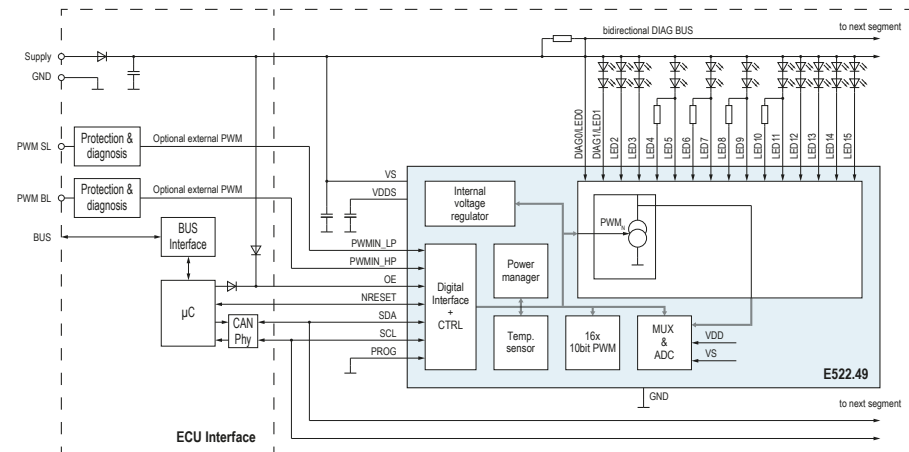 bidirectional DIAG BUS
to next segment
Supply
GND
PWM SL
Protection &
diagnosis
Optional external PWM
PWM BL
Protection &
diagnosis
Optional external PWM
BUS
BUS
Interface
µC
CAN
Phy
ECU Interface
DIAG0/LED0
DIAG1/LED1
LED2
LED3
LED4
LED5
LED6
LED7
LED8
LED9
LED10
LED11
LED12
LED13
LED14
LED15
VS
VDDS
PWMIN_LP
PWMIN_HP
OE
NRESET
SDA
SCL
PROG
Internal
voltage
regulator
Digital
Interface
+
CTRL
Power
manager
Temp.
sensor
16x
10bit PWM
MUX
&
ADC
PWMN
VDD
VS
E522.49
GND
to next segment